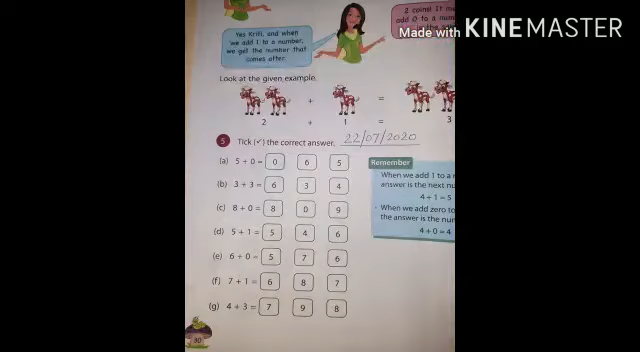 2 coins! It m
add 0 to a num
Made with KINEMASTER
Yes Kriti, and when
we add 1 to a number,
we get the number that
comes after.
Look at the given example.
+ =
2 + 1 = 3
5 Tick (✓) the correct answer. 22/07/2020
(a) 5 + 0 = 0 6 5
(b) 3 + 3 = 6 3 4
(c) 8 + 0 = 8 0 9
(d) 5 + 1 = 5 4 6
(e) 6 + 0 = 5 7 6
(f) 7 + 1 = 6 8 7
(g) 4 + 3 = 7 9 8
Remember
When we add 1 to a
answer is the next nu
4 + 1 = 5
When we add zero to
the answer is the num
4 + 0 = 4
90